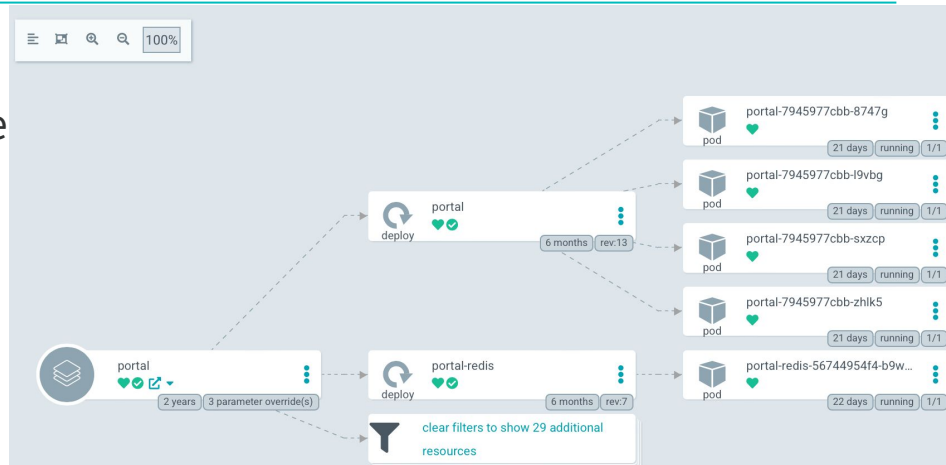 100%
e
portal-7945977cbb-8747g
pod
21 days running 1/1
portal-7945977cbb-l9vbg
pod
21 days running 1/1
portal
deploy
6 months rev:13
portal-7945977cbb-sxzcp
pod
21 days running 1/1
portal-7945977cbb-zhlk5
pod
21 days running 1/1
portal
2 years 3 parameter override(s)
portal-redis
deploy
6 months rev:7
portal-redis-56744954f4-b9w...
pod
22 days running 1/1
clear filters to show 29 additional
resources